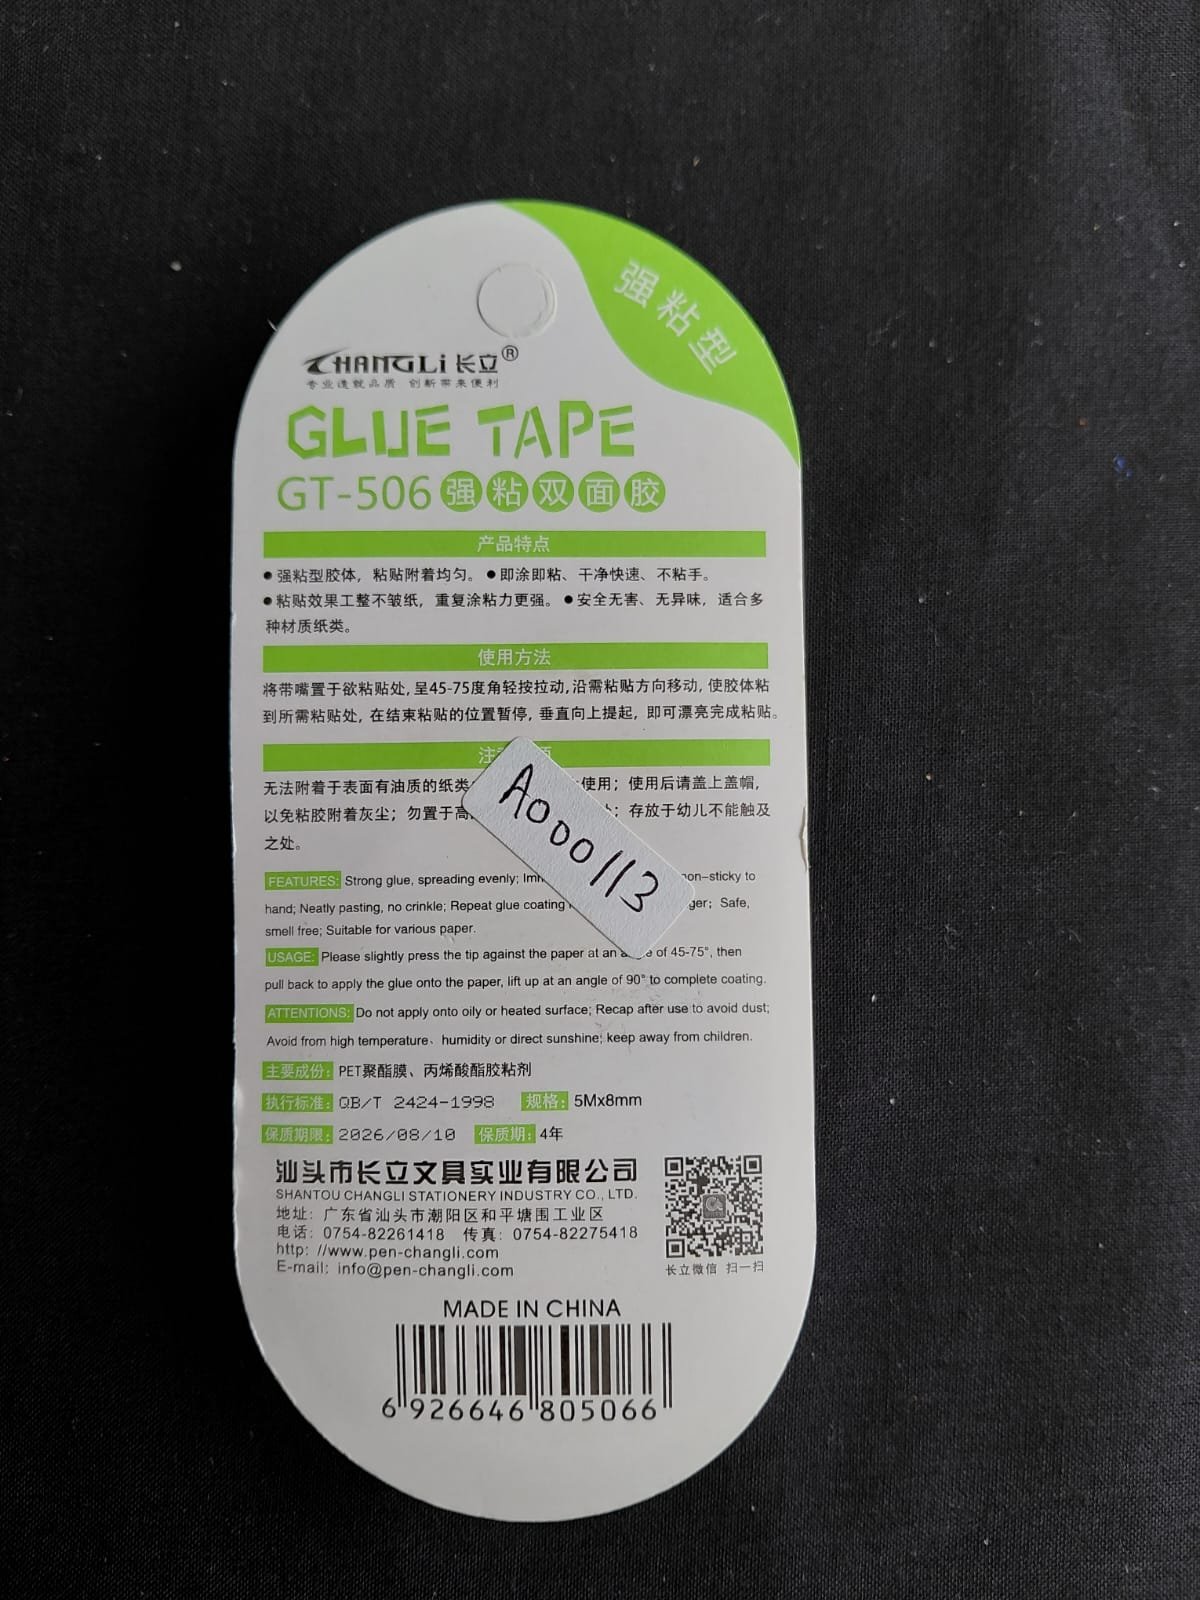 强粘型
CHANGLi 长立®
专业造就品质 创新带来便利
GLUE TAPE
GT-506 强粘双面胶
产品特点
● 强粘型胶体，粘贴附着均匀。● 即涂即粘、干净快速、不粘手。
● 粘贴效果工整不皱纸，重复涂粘力更强。● 安全无害、无异味，适合多
种材质纸类。
使用方法
将带嘴置于欲粘贴处,呈45-75度角轻按拉动,沿需粘贴方向移动,使胶体粘
到所需粘贴处,在结束粘贴的位置暂停,垂直向上提起,即可漂亮完成粘贴。
注 项
无法附着于表面有油质的纸类 使用；使用后请盖上盖帽，
以免粘胶附着灰尘；勿置于高 ；存放于幼儿不能触及
之处。
A000113
FEATURES: Strong glue, spreading evenly; non-sticky to
hand; Neatly pasting, no crinkle; Repeat glue coating Safe,
smell free; Suitable for various paper.
USAGE: Please slightly press the tip against the paper at an of 45-75°, then
pull back to apply the glue onto the paper, lift up at an angle of 90° to complete coating.
ATTENTIONS: Do not apply onto oily or heated surface; Recap after use to avoid dust;
Avoid from high temperature、humidity or direct sunshine; keep away from children.
主要成份: PET聚酯膜、丙烯酸酯胶粘剂
执行标准: QB/T 2424-1998 规格: 5Mx8mm
保质期限: 2026/08/10 保质期: 4年
汕头市长立文具实业有限公司
SHANTOU CHANGLI STATIONERY INDUSTRY CO., LTD.
地址: 广东省汕头市潮阳区和平塘围工业区
电话: 0754-82261418 传真: 0754-82275418
http: //www.pen-changli.com
E-mail: info@pen-changli.com
长立微信 扫一扫
MADE IN CHINA
6 926646 805066